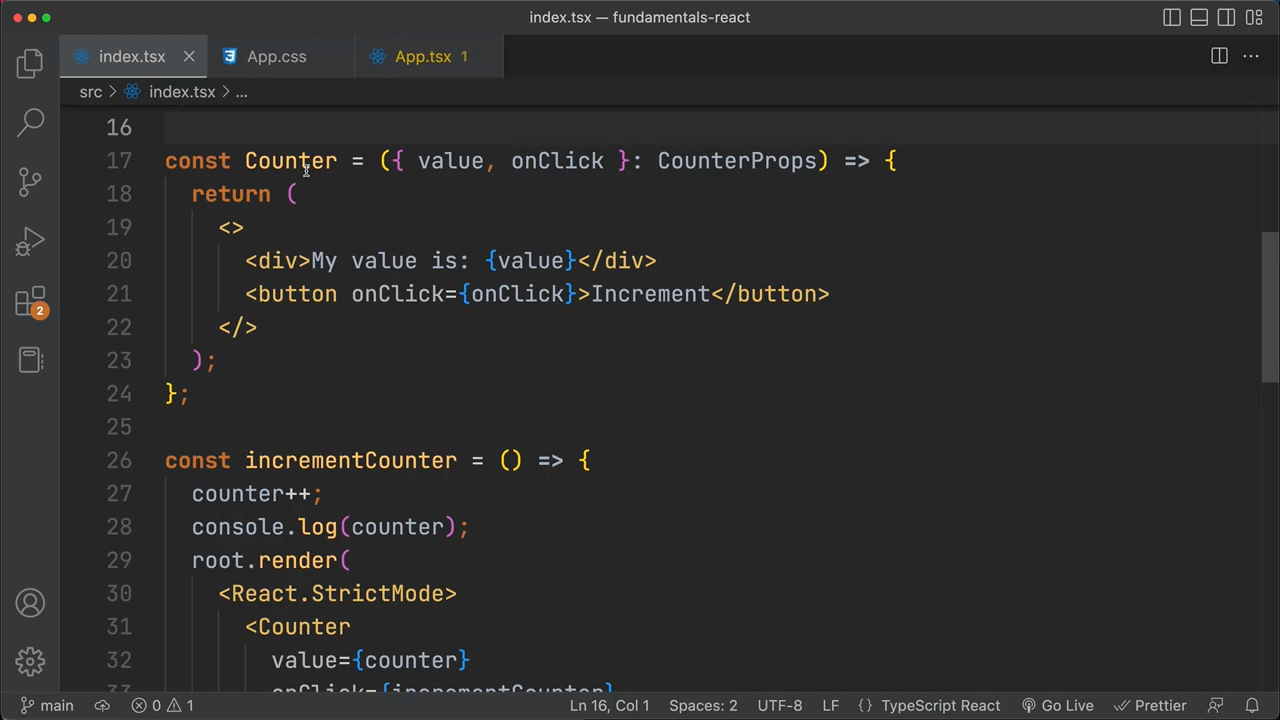 index.tsx — fundamentals-react
index.tsx App.css App.tsx 1
src > index.tsx > ...
16
17 const Counter = ({ value, onClick }: CounterProps) => {
18 return (
19 <>
20 <div>My value is: {value}</div>
21 <button onClick={onClick}>Increment</button>
22 </>
23 );
24 };
25
26 const incrementCounter = () => {
27 counter++;
28 console.log(counter);
29 root.render(
30 <React.StrictMode>
31 <Counter
32 value={counter}
33 onClick={incrementCounter}
2
main 0 1 Ln 16, Col 1 Spaces: 2 UTF-8 LF {} TypeScript React Go Live Prettier